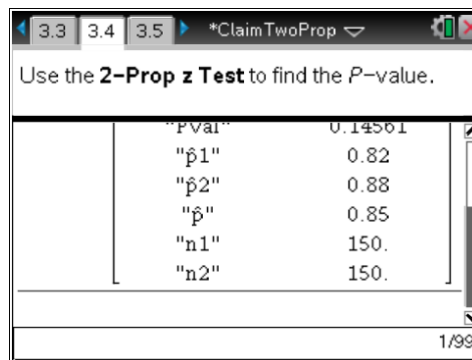 3.3 3.4 3.5 *ClaimTwoProp
Use the 2-Prop z Test to find the P-value.
"PVal" 0.14561
"p̂1" 0.82
"p̂2" 0.88
"p̂" 0.85
"n1" 150.
"n2" 150.
1/99